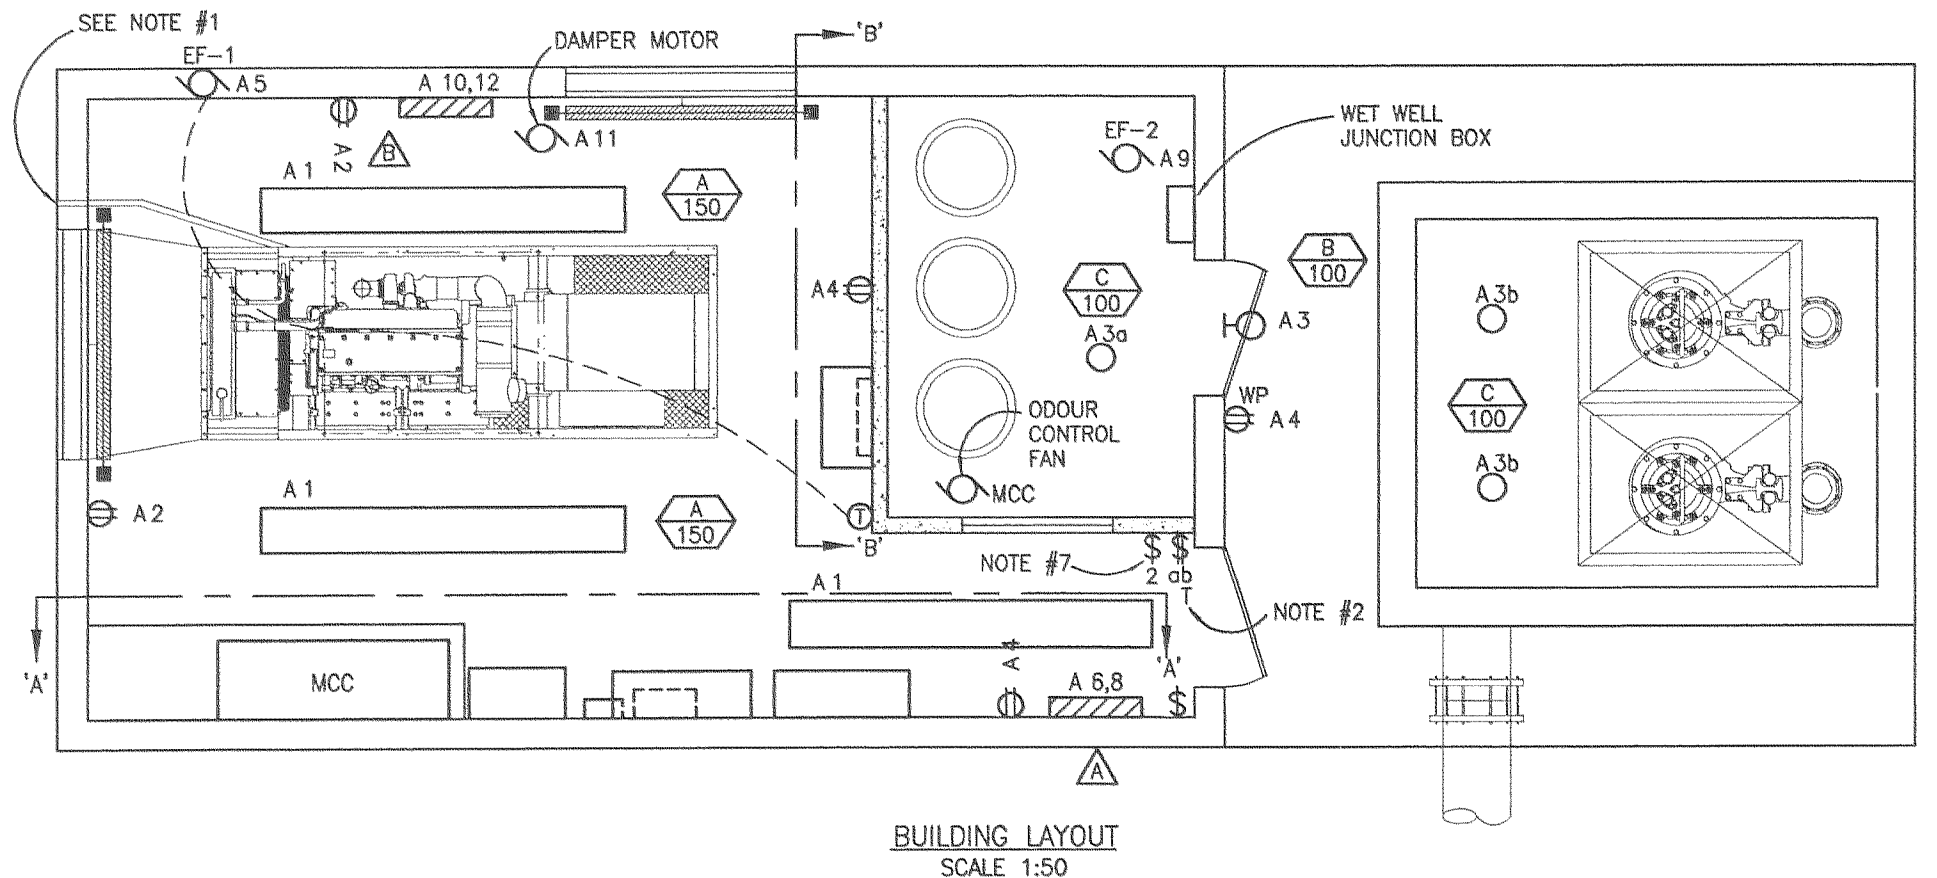 SEE NOTE #1
EF-1
A5
A 10,12
DAMPER MOTOR
'B'
A2
B
A11
A1
A
150
EF-2
A9
WET WELL
JUNCTION BOX
B
100
A4
C
100
A3a
A3
A3b
WP
A4
C
100
A3b
ODOUR
CONTROL
FAN
MCC
A1
A2
A
150
T
'B'
NOTE #7
$ $
2 ab
T
NOTE #2
A1
'A'
'A'
A4
MCC
A 6,8
$
A
BUILDING LAYOUT
SCALE 1:50